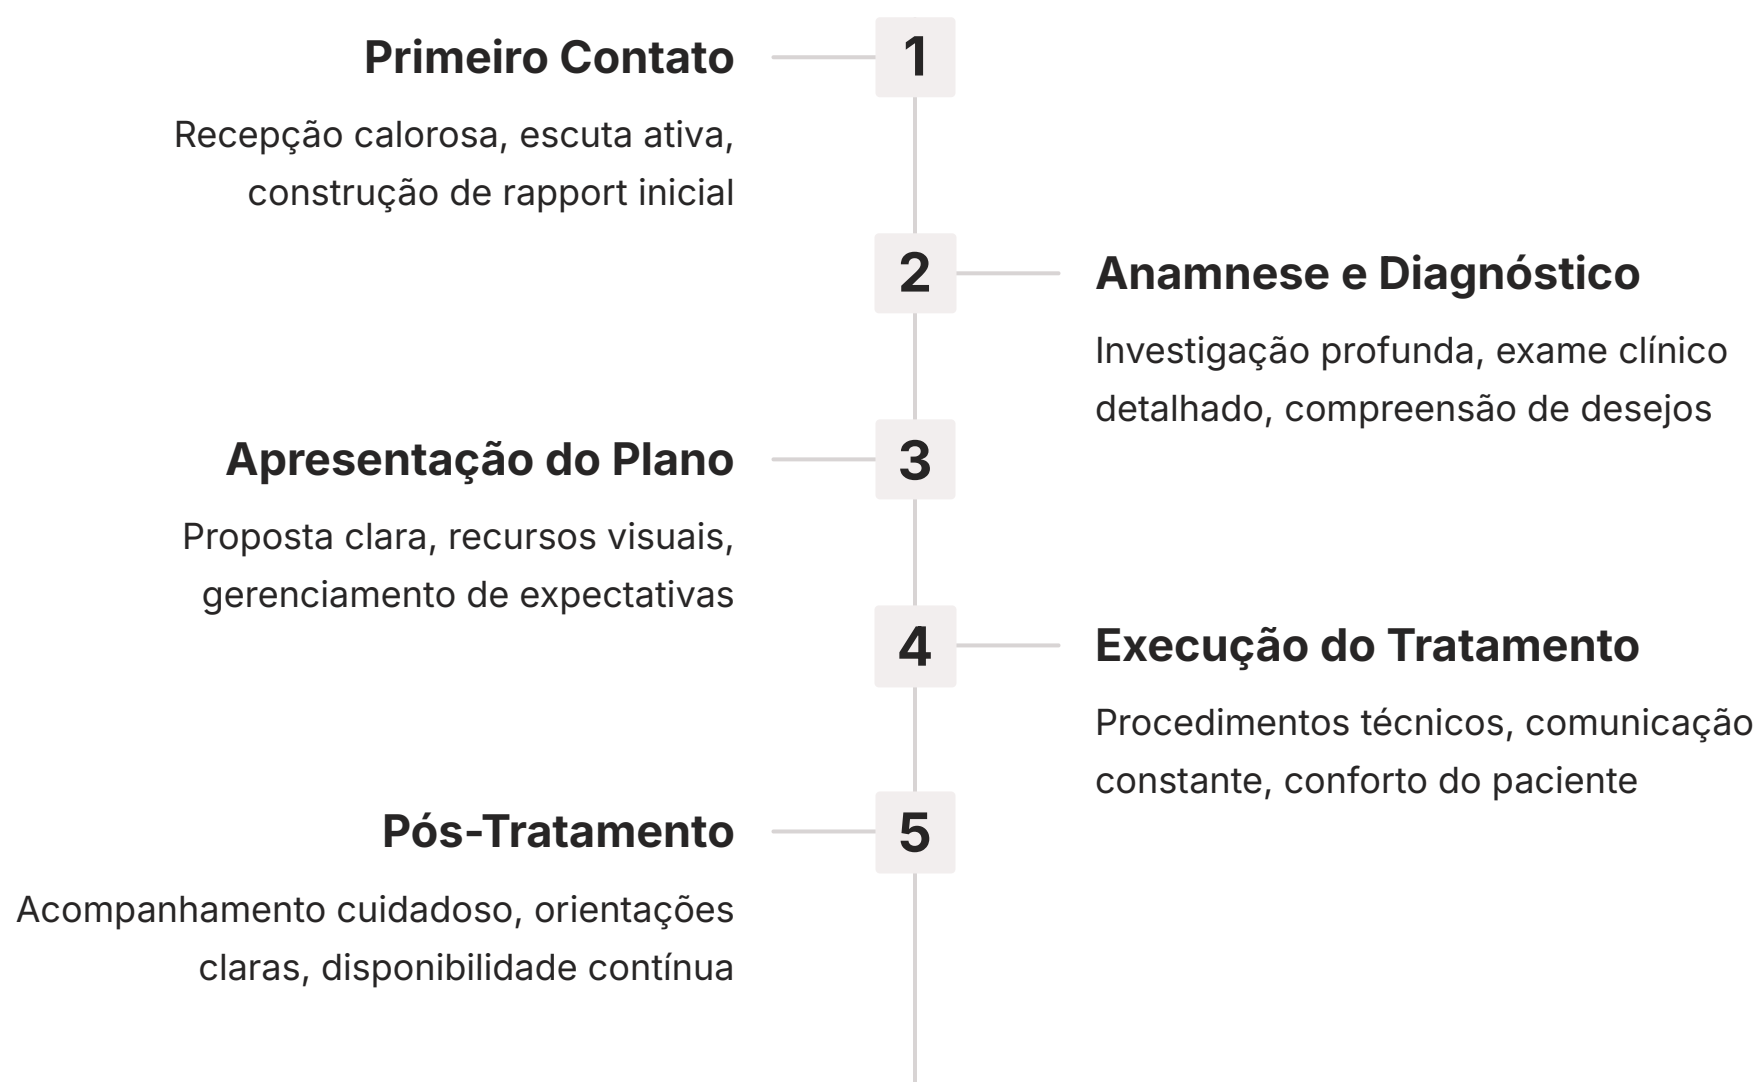 Primeiro Contato
1
Recepção calorosa, escuta ativa,
construção de rapport inicial
2
Anamnese e Diagnóstico
Investigação profunda, exame clínico
detalhado, compreensão de desejos
Apresentação do Plano
3
Proposta clara, recursos visuais,
gerenciamento de expectativas
4
Execução do Tratamento
Procedimentos técnicos, comunicação
constante, conforto do paciente
Pós-Tratamento
5
Acompanhamento cuidadoso, orientações
claras, disponibilidade contínua